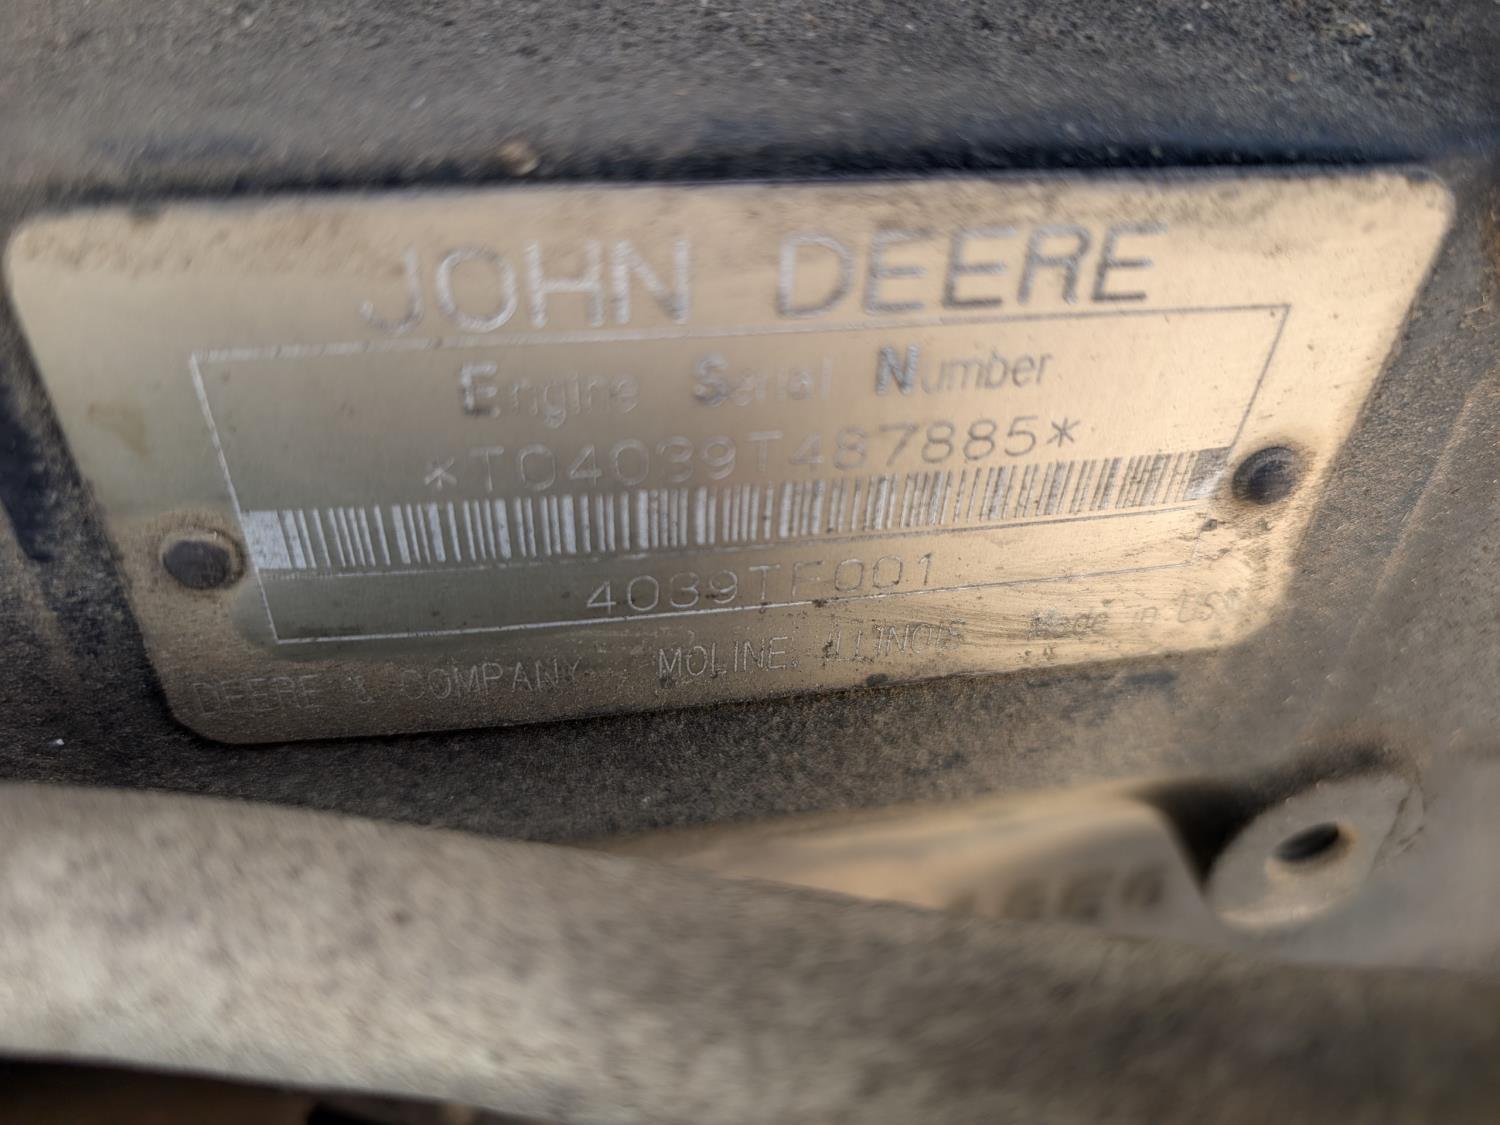 JOHN DEERE
Engine Serial Number
*T04039T487885*
4039TF001
DEERE & COMPANY MOLINE, ILLINOIS Made in USA